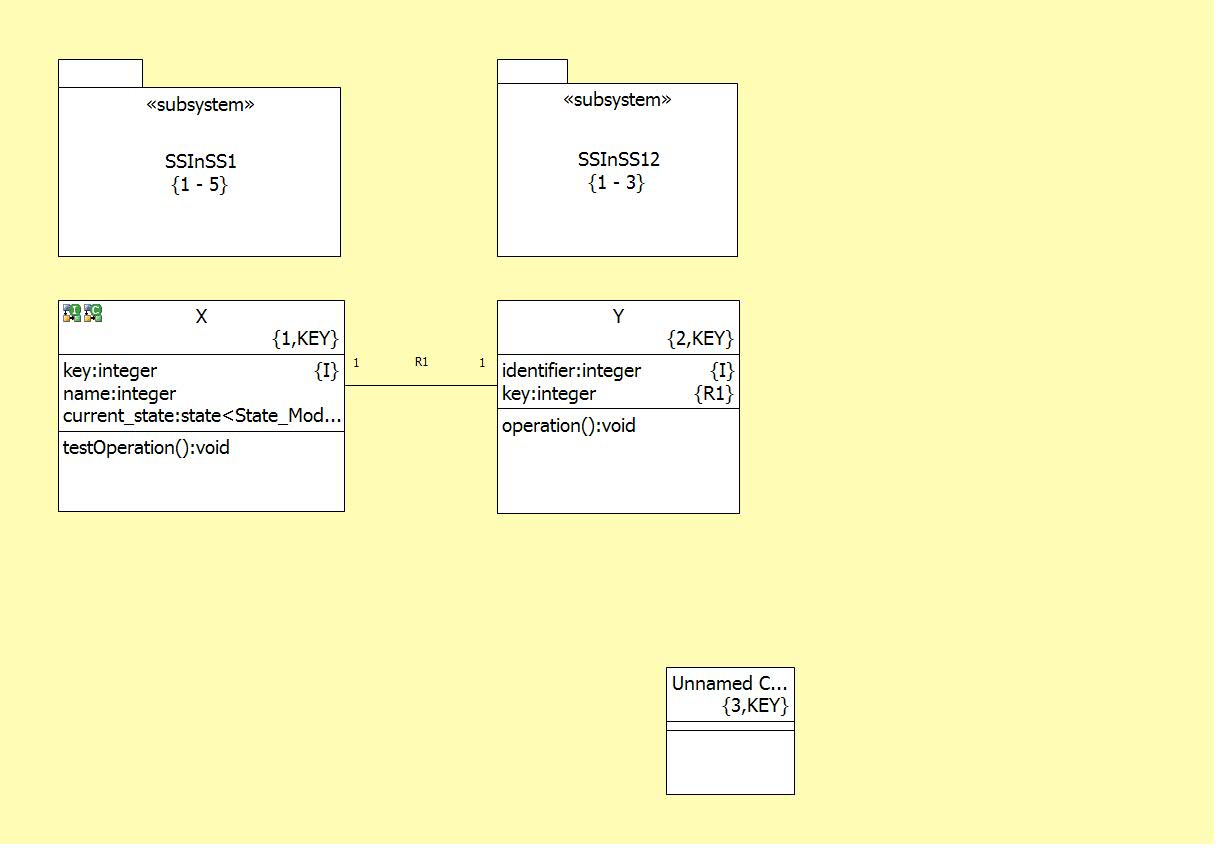 «subsystem»
SSInSS1
{1 - 5}
«subsystem»
SSInSS12
{1 - 3}
X
{1,KEY}
key:integer {I}
name:integer
current_state:state<State_Mod...
testOperation():void
1 R1 1
Y
{2,KEY}
identifier:integer {I}
key:integer {R1}
operation():void
Unnamed C...
{3,KEY}